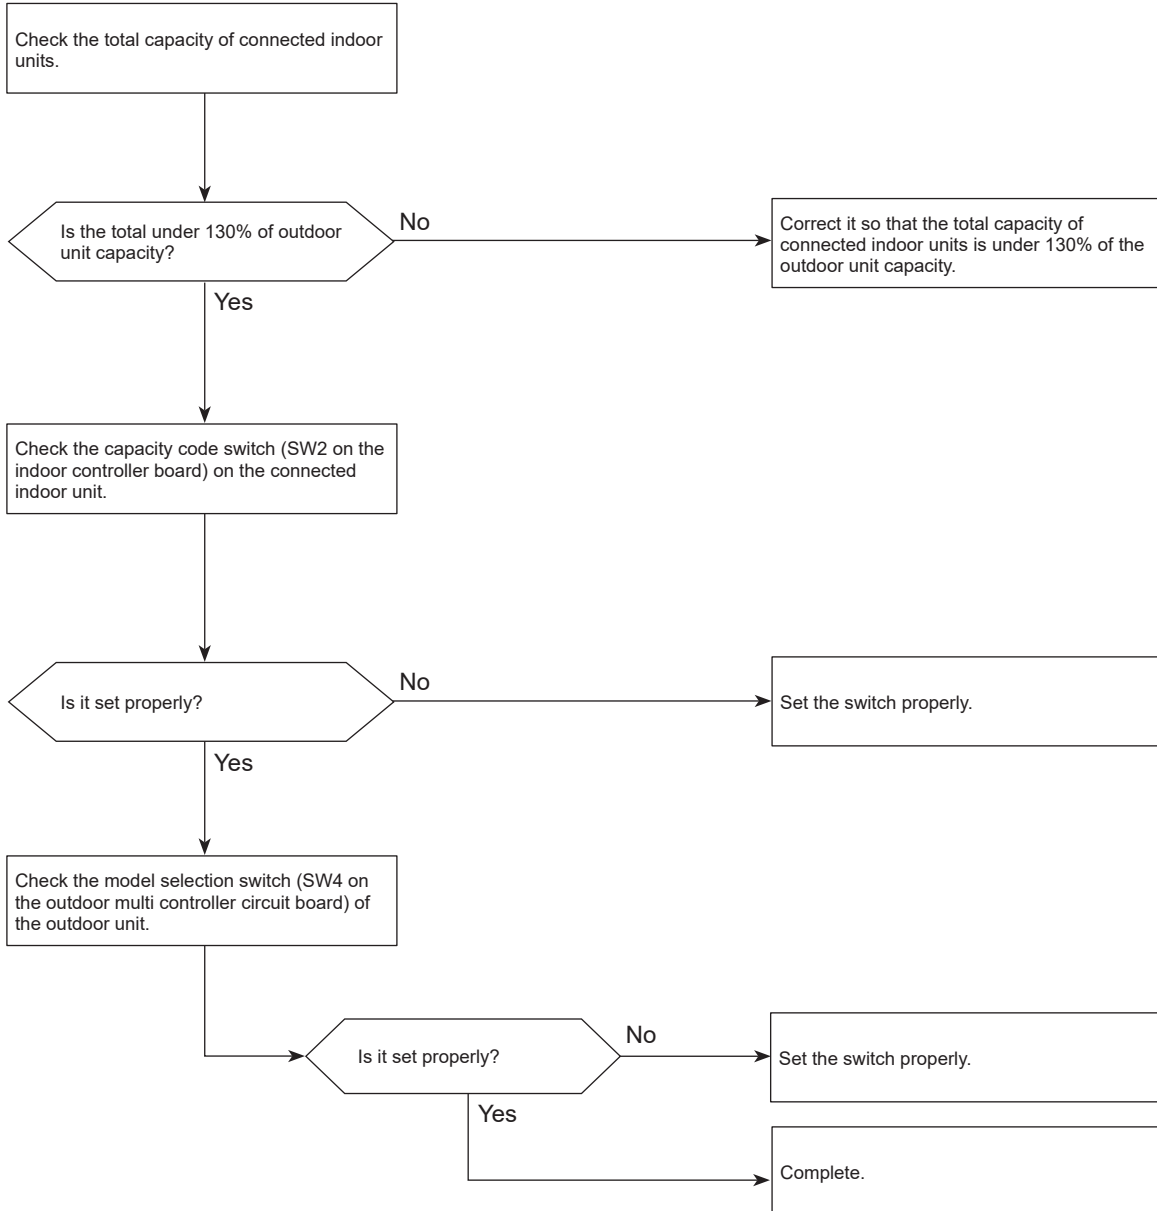 Check the total capacity of connected indoor
units.
Is the total under 130% of outdoor
unit capacity?
No
Correct it so that the total capacity of
connected indoor units is under 130% of the
outdoor unit capacity.
Yes
Check the capacity code switch (SW2 on the
indoor controller board) on the connected
indoor unit.
Is it set properly?
No
Set the switch properly.
Yes
Check the model selection switch (SW4 on
the outdoor multi controller circuit board) of
the outdoor unit.
Is it set properly?
No
Set the switch properly.
Yes
Complete.